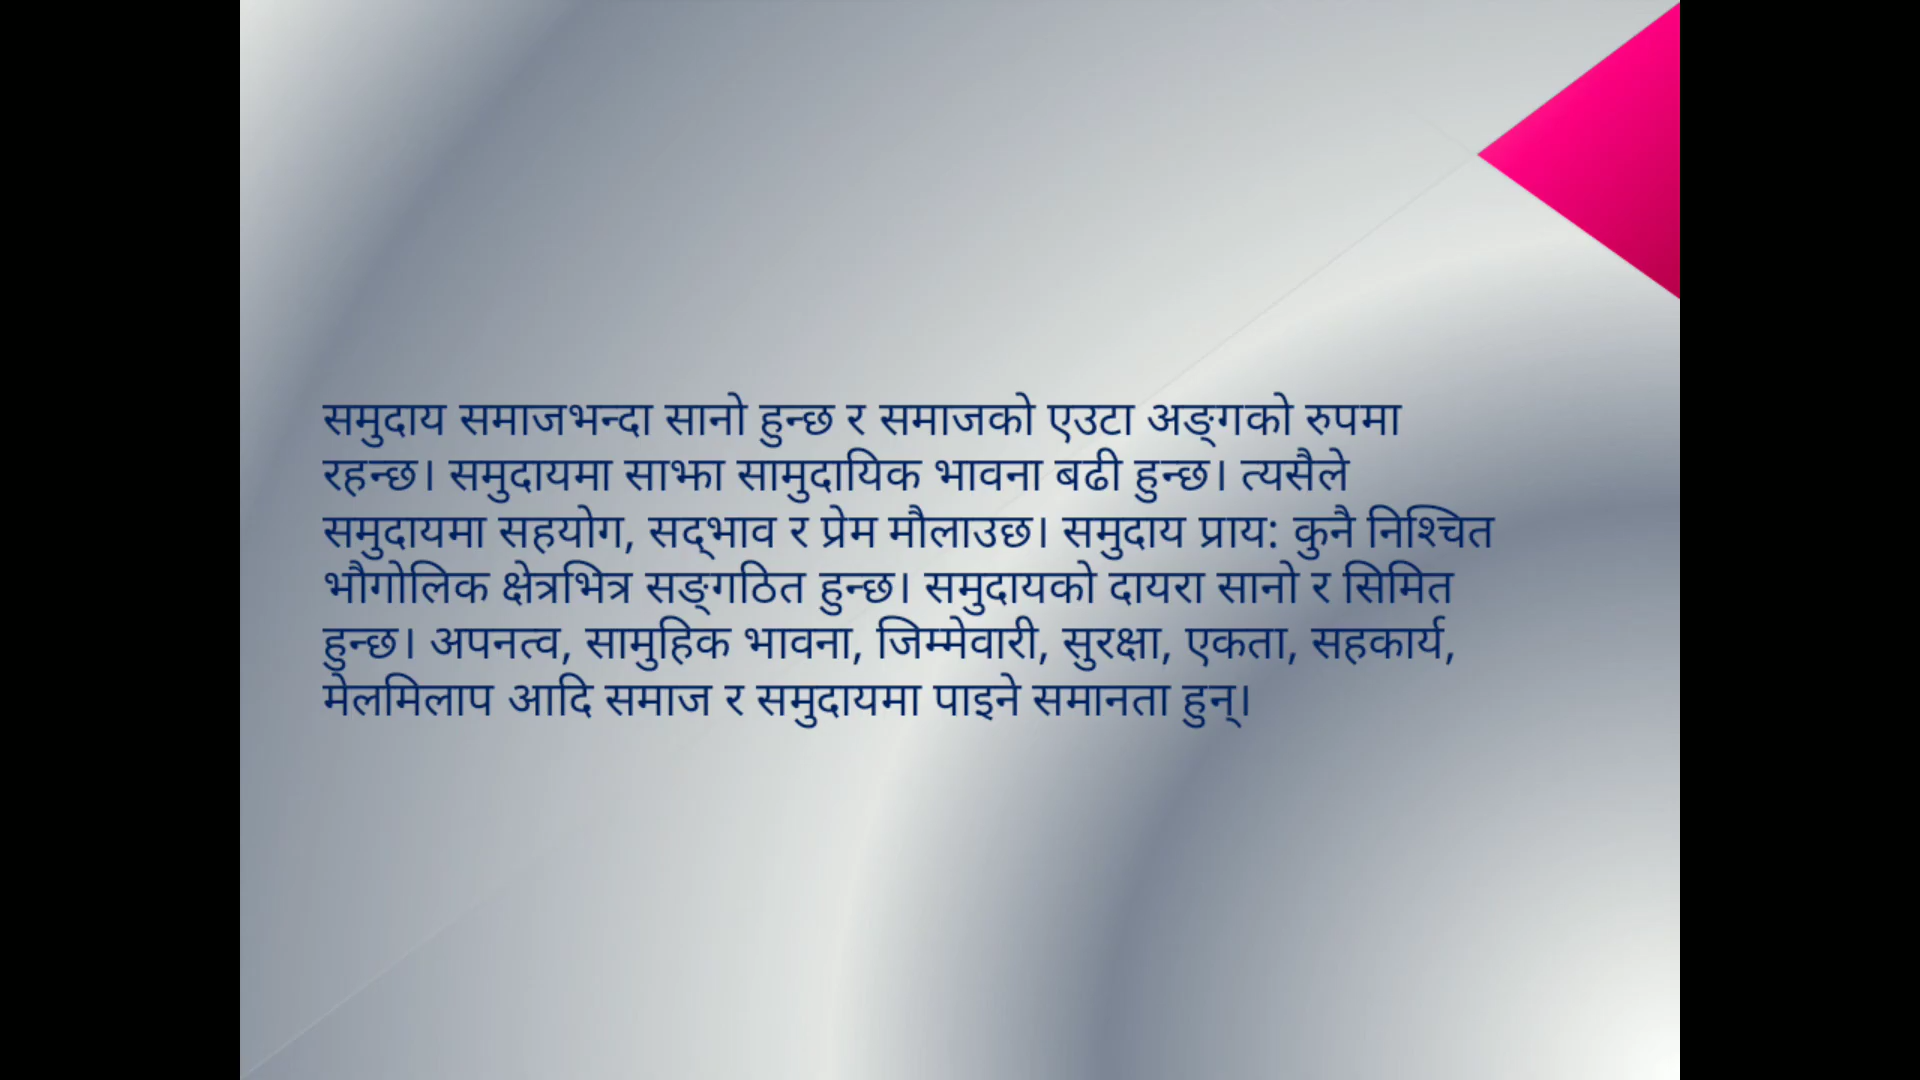 समुदाय समाजभन्दा सानो हुन्छ र समाजको एउटा अङ्गको रुपमा
रहन्छ। समुदायमा साझा सामुदायिक भावना बढी हुन्छ। त्यसैले
समुदायमा सहयोग, सद्‌भाव र प्रेम मौलाउछ। समुदाय प्राय: कुनै निश्चित
भौगोलिक क्षेत्रभित्र सङ्गठित हुन्छ। समुदायको दायरा सानो र सिमित
हुन्छ। अपनत्व, सामुहिक भावना, जिम्मेवारी, सुरक्षा, एकता, सहकार्य,
मेलमिलाप आदि समाज र समुदायमा पाइने समानता हुन्।